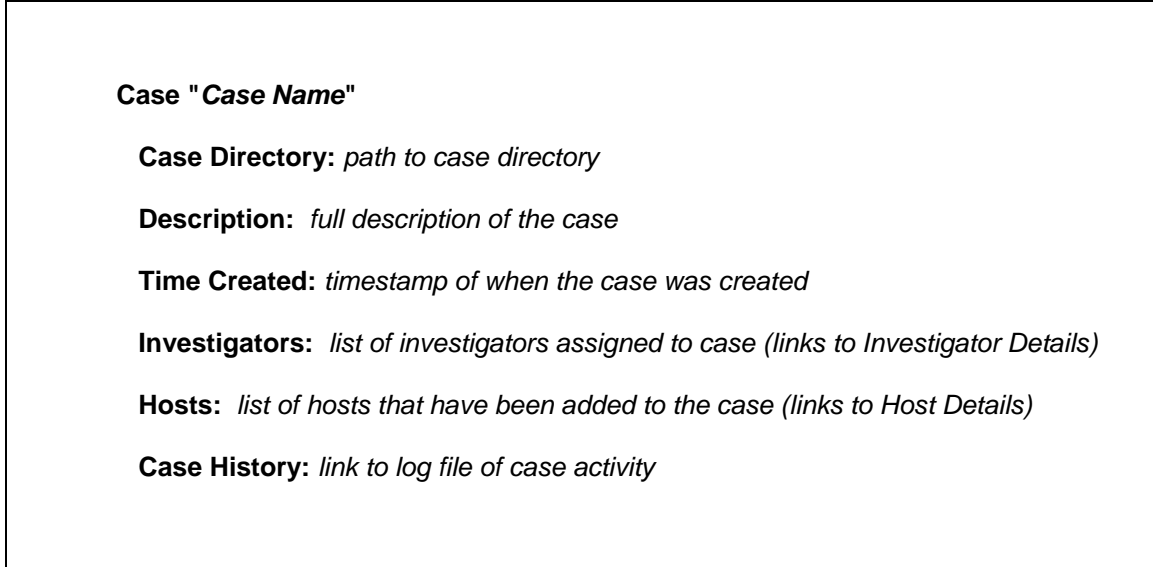 Case "Case Name"
Case Directory: path to case directory
Description: full description of the case
Time Created: timestamp of when the case was created
Investigators: list of investigators assigned to case (links to Investigator Details)
Hosts: list of hosts that have been added to the case (links to Host Details)
Case History: link to log file of case activity